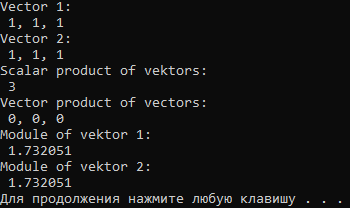 Vector 1:
1, 1, 1
Vector 2:
1, 1, 1
Scalar product of vektors:
3
Vector product of vectors:
0, 0, 0
Module of vektor 1:
1.732051
Module of vektor 2:
1.732051
Для продолжения нажмите любую клавишу . . .